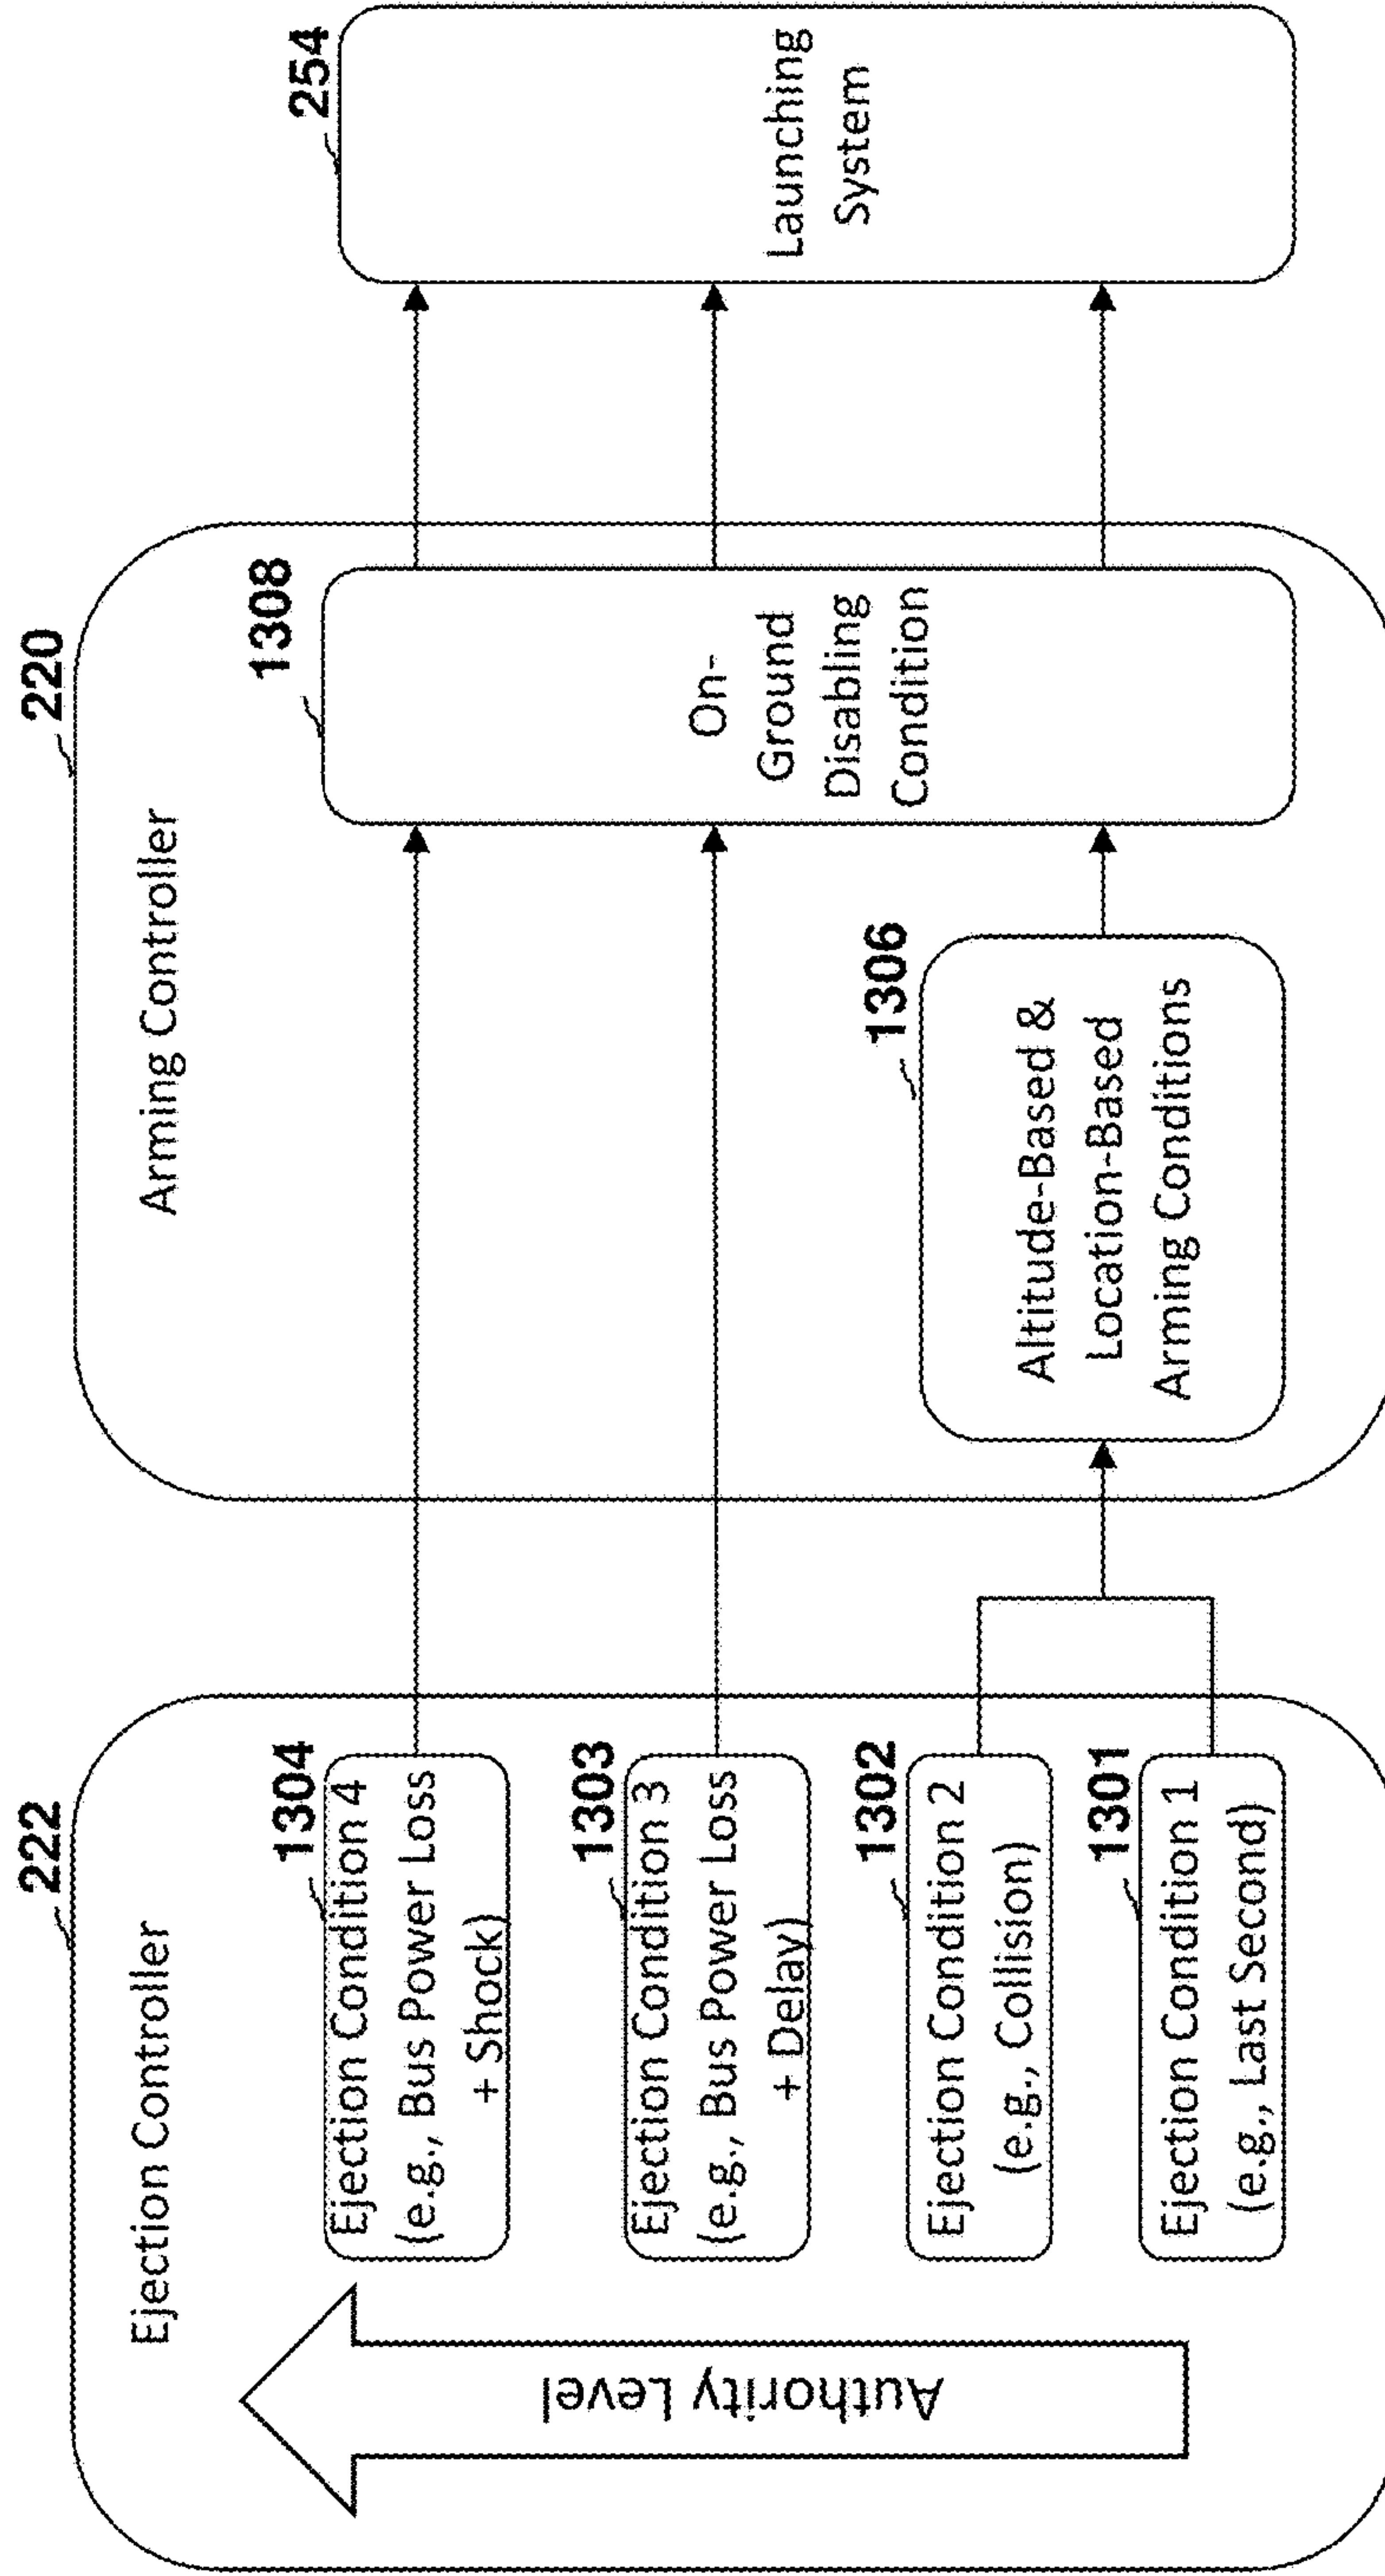 222
Ejection Controller
Authority Level
1304
Ejection Condition 4
(e.g., Bus Power Loss
+ Shock)
1303
Ejection Condition 3
(e.g., Bus Power Loss
+ Delay)
1302
Ejection Condition 2
(e.g., Collision)
1301
Ejection Condition 1
(e.g., Last Second)
220
Arming Controller
1306
Altitude-Based &
Location-Based
Arming Conditions
1308
On-
Ground
Disabling
Condition
254
Launching
System